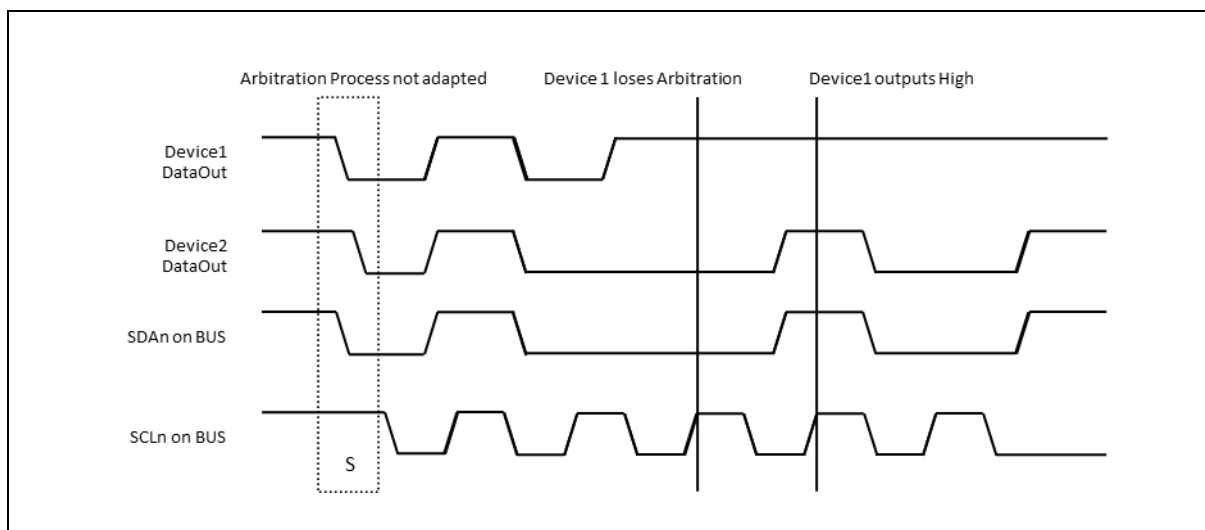 Arbitration Process not adapted
Device 1 loses Arbitration
Device1 outputs High
Device1
DataOut
Device2
DataOut
SDAn on BUS
SCLn on BUS
S